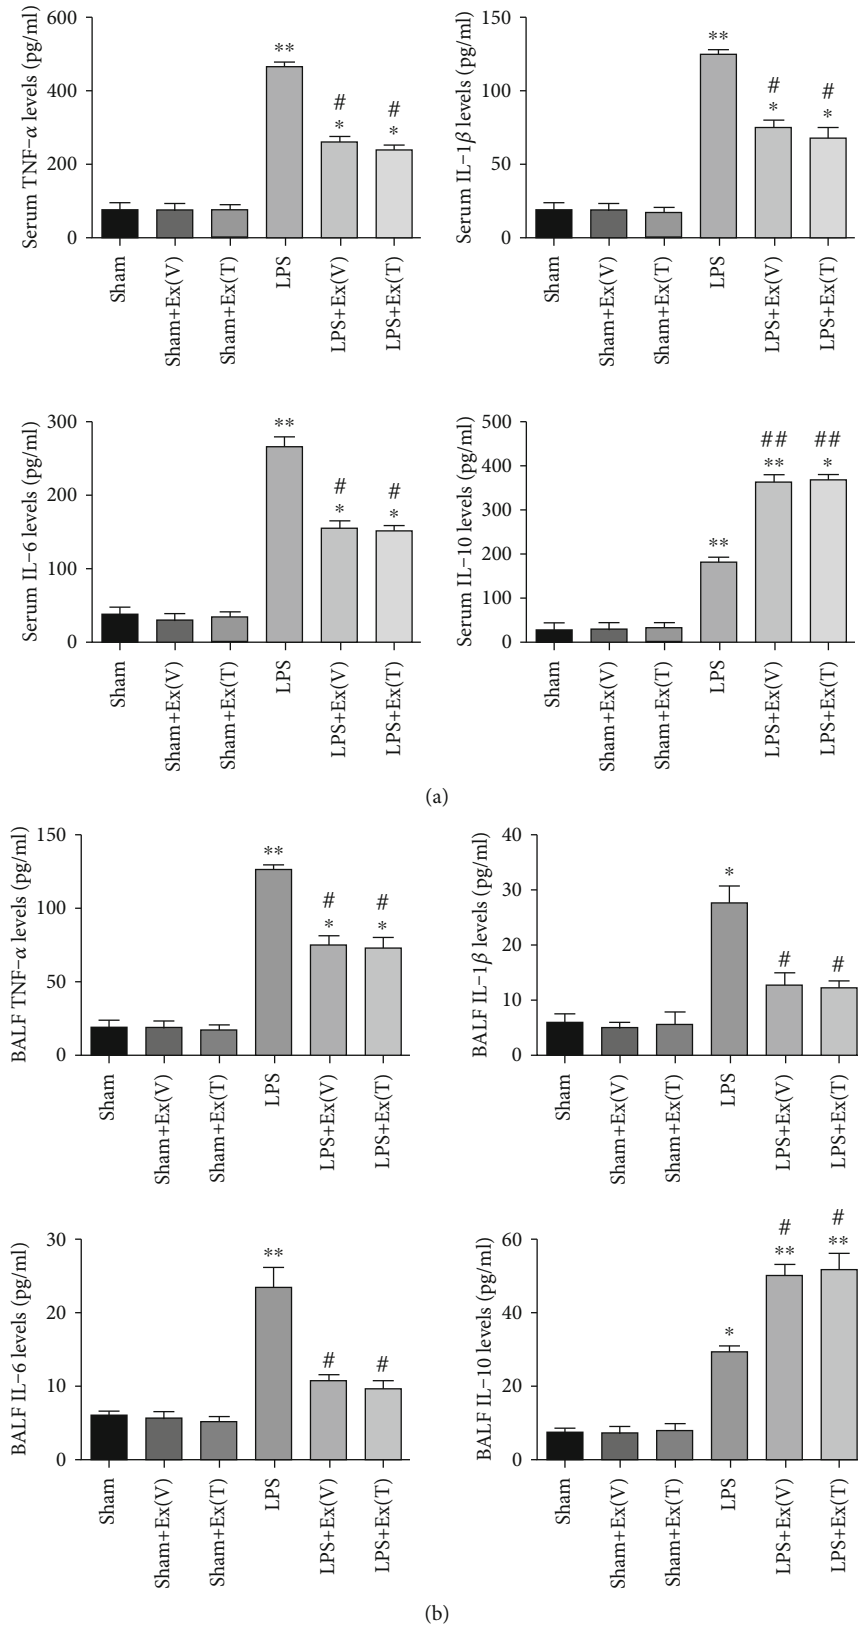 Serum TNF-α levels (pg/ml)
600
400
200
0
**
#
*
#
*
Sham
Sham+Ex(V)
Sham+Ex(T)
LPS
LPS+Ex(V)
LPS+Ex(T)
Serum IL-1β levels (pg/ml)
150
100
50
0
**
#
*
#
*
Sham
Sham+Ex(V)
Sham+Ex(T)
LPS
LPS+Ex(V)
LPS+Ex(T)
Serum IL-6 levels (pg/ml)
300
200
100
0
**
#
*
#
*
Sham
Sham+Ex(V)
Sham+Ex(T)
LPS
LPS+Ex(V)
LPS+Ex(T)
Serum IL-10 levels (pg/ml)
500
400
300
200
100
0
**
##
**
##
*
Sham
Sham+Ex(V)
Sham+Ex(T)
LPS
LPS+Ex(V)
LPS+Ex(T)
(a)
BALF TNF-α levels (pg/ml)
150
100
50
0
**
#
*
#
*
Sham
Sham+Ex(V)
Sham+Ex(T)
LPS
LPS+Ex(V)
LPS+Ex(T)
BALF IL-1β levels (pg/ml)
40
30
20
10
0
*
#
#
Sham
Sham+Ex(V)
Sham+Ex(T)
LPS
LPS+Ex(V)
LPS+Ex(T)
BALF IL-6 levels (pg/ml)
30
20
10
0
**
#
#
Sham
Sham+Ex(V)
Sham+Ex(T)
LPS
LPS+Ex(V)
LPS+Ex(T)
BALF IL-10 levels (pg/ml)
60
40
20
0
*
#
**
#
**
Sham
Sham+Ex(V)
Sham+Ex(T)
LPS
LPS+Ex(V)
LPS+Ex(T)
(b)